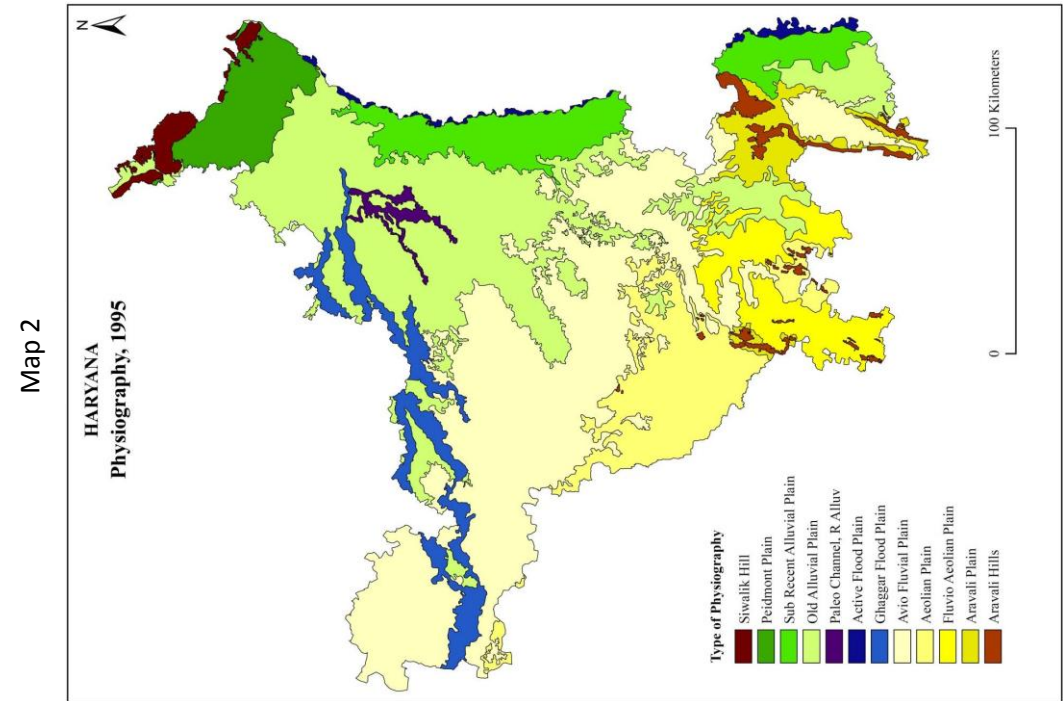 Map 2
HARYANA
Physiography, 1995
N
Type of Physiography
Siwalik Hill
Peidmont Plain
Sub Recent Alluvial Plain
Old Alluvial Plain
Paleo Channel, R Alluv
Active Flood Plain
Ghaggar Flood Plain
Avio Fluvial Plain
Aeolian Plain
Fluvio Aeolian Plain
Aravali Plain
Aravali Hills
0 100 Kilometers